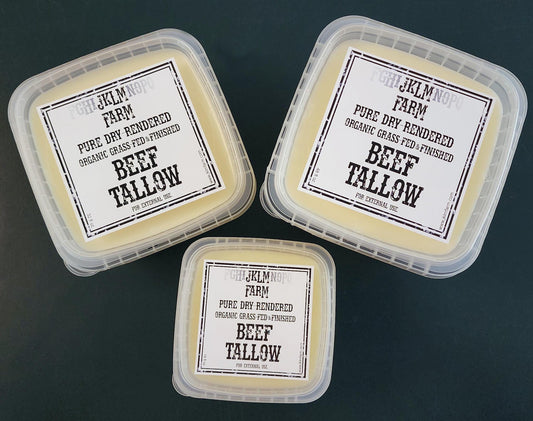 FGHIJKLMNOPQ
FARM
PURE DRY-RENDERED
ORGANIC GRASS-FED & FINISHED
BEEF
TALLOW
FOR EXTERNAL USE
FGHIJKLMNOPQ
FARM
PURE DRY-RENDERED
ORGANIC GRASS-FED & FINISHED
BEEF
TALLOW
FOR EXTERNAL USE
FGHIJKLMNOPQ
FARM
PURE DRY-RENDERED
ORGANIC GRASS-FED & FINISHED
BEEF
TALLOW
FOR EXTERNAL USE